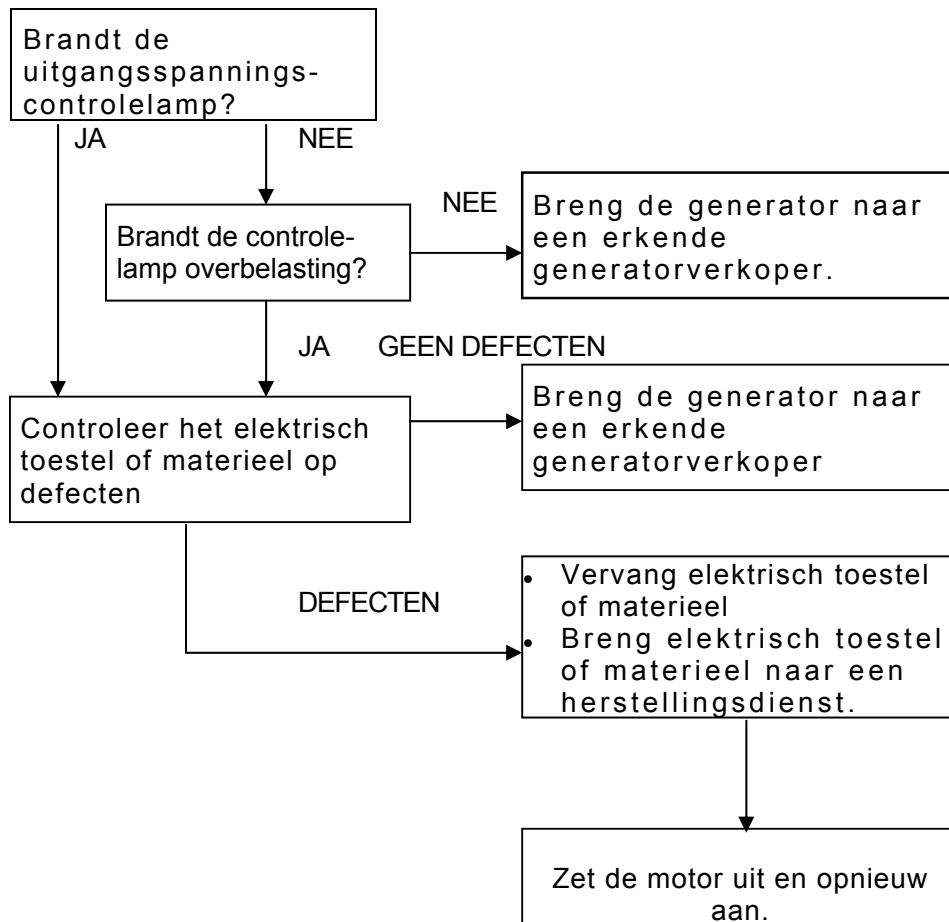 Brandt de
uitgangsspannings-
controlelamp?
JA
NEE
Brandt de controle-
lamp overbelasting?
NEE
Breng de generator naar
een erkende
generatorverkoper.
JA
GEEN DEFECTEN
Controleer het elektrisch
toestel of materieel op
defecten
Breng de generator naar
een erkende
generatorverkoper
DEFECTEN
• Vervang elektrisch toestel
of materieel
• Breng elektrisch toestel
of materieel naar een
herstellingsdienst.
Zet de motor uit en opnieuw
aan.